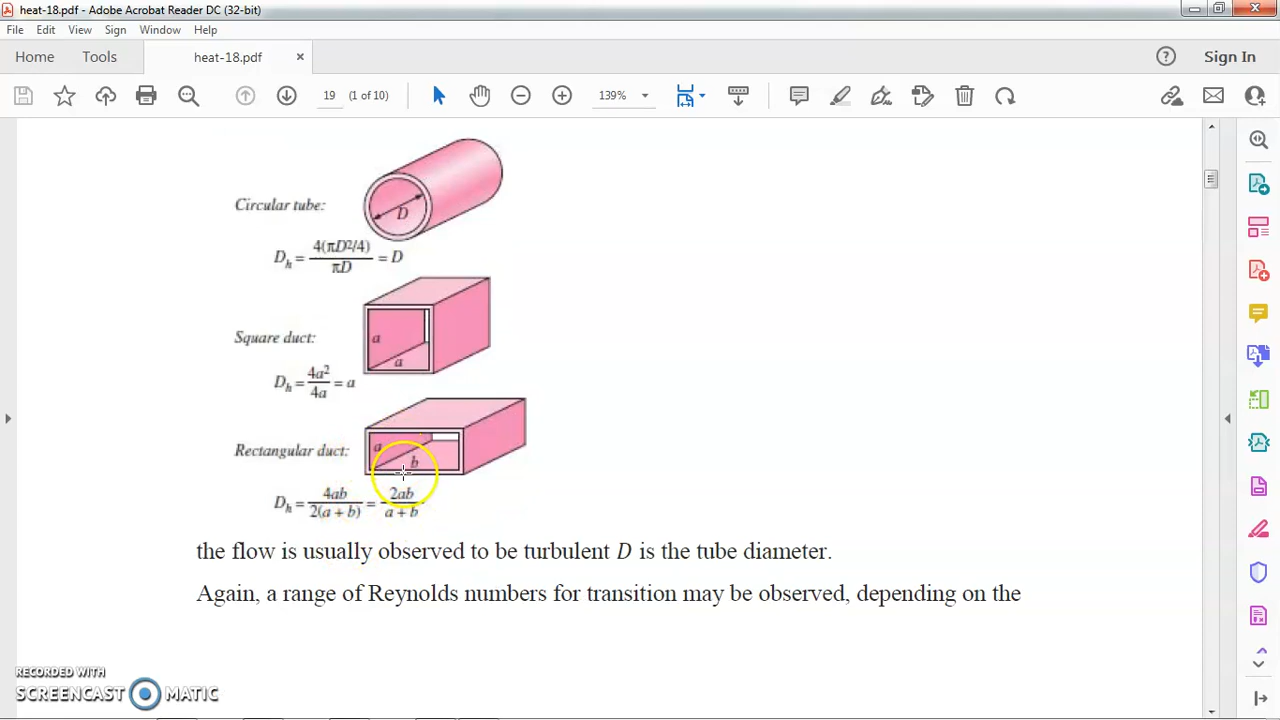 heat-18.pdf - Adobe Acrobat Reader DC (32-bit)
File Edit View Sign Window Help
Home Tools heat-18.pdf × Sign In
19 (1 of 10) 139%
Circular tube:
D
D_h = 4(πD²/4) / πD = D
Square duct:
a
a
D_h = 4a² / 4a = a
Rectangular duct:
a
b
D_h = 4ab / 2(a + b) = 2ab / a + b
the flow is usually observed to be turbulent D is the tube diameter.
Again, a range of Reynolds numbers for transition may be observed, depending on the
RECORDED WITH
SCREENCAST MATIC